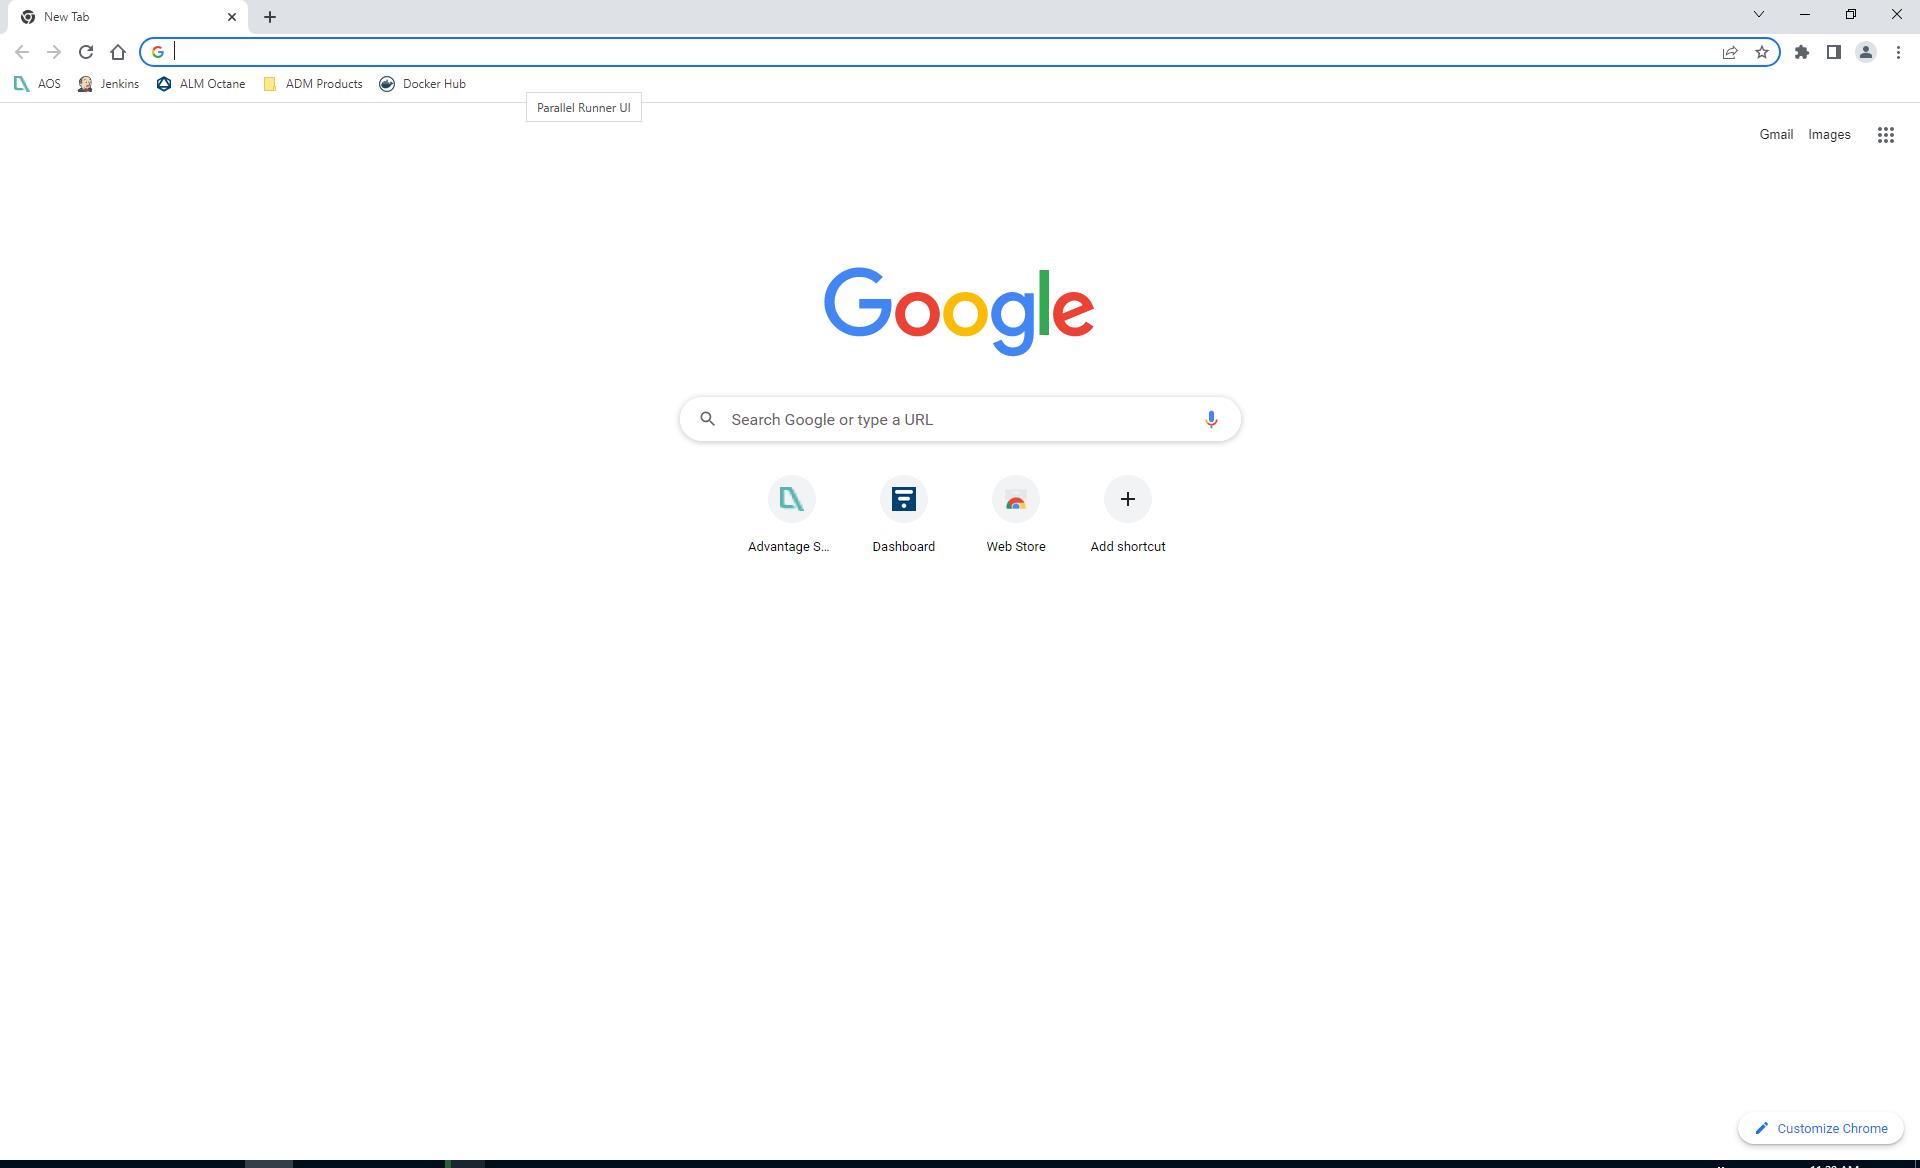 New Tab
AOS Jenkins ALM Octane ADM Products Docker Hub
Parallel Runner UI
Gmail Images
Google
Search Google or type a URL
Advantage S... Dashboard Web Store Add shortcut
Customize Chrome